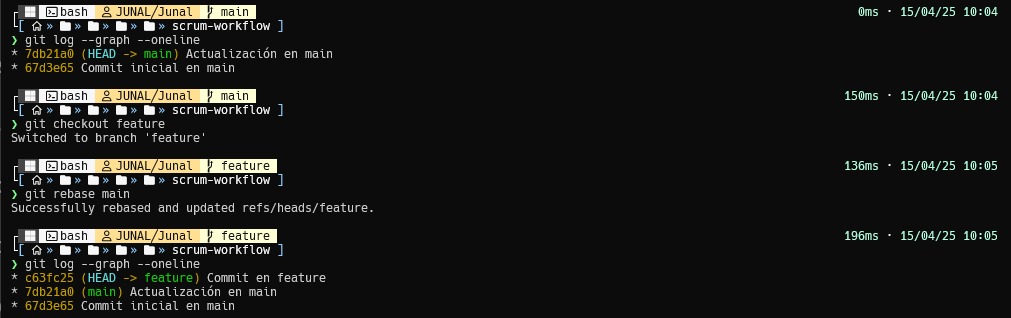 bash JUNAL/Junal main 0ms · 15/04/25 10:04
[ » » » » » scrum-workflow ]
❯ git log --graph --oneline
* 7db21a0 (HEAD -> main) Actualización en main
* 67d3e65 Commit inicial en main
bash JUNAL/Junal main 150ms · 15/04/25 10:04
[ » » » » » scrum-workflow ]
❯ git checkout feature
Switched to branch 'feature'
bash JUNAL/Junal feature 136ms · 15/04/25 10:05
[ » » » » » scrum-workflow ]
❯ git rebase main
Successfully rebased and updated refs/heads/feature.
bash JUNAL/Junal feature 196ms · 15/04/25 10:05
[ » » » » » scrum-workflow ]
❯ git log --graph --oneline
* c63fc25 (HEAD -> feature) Commit en feature
* 7db21a0 (main) Actualización en main
* 67d3e65 Commit inicial en main